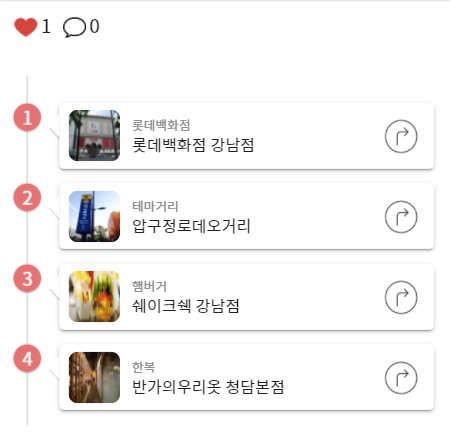 1 0
1
롯데백화점
롯데백화점 강남점
2
테마거리
압구정로데오거리
3
햄버거
쉐이크쉑 강남점
4
한복
반가의우리옷 청담본점